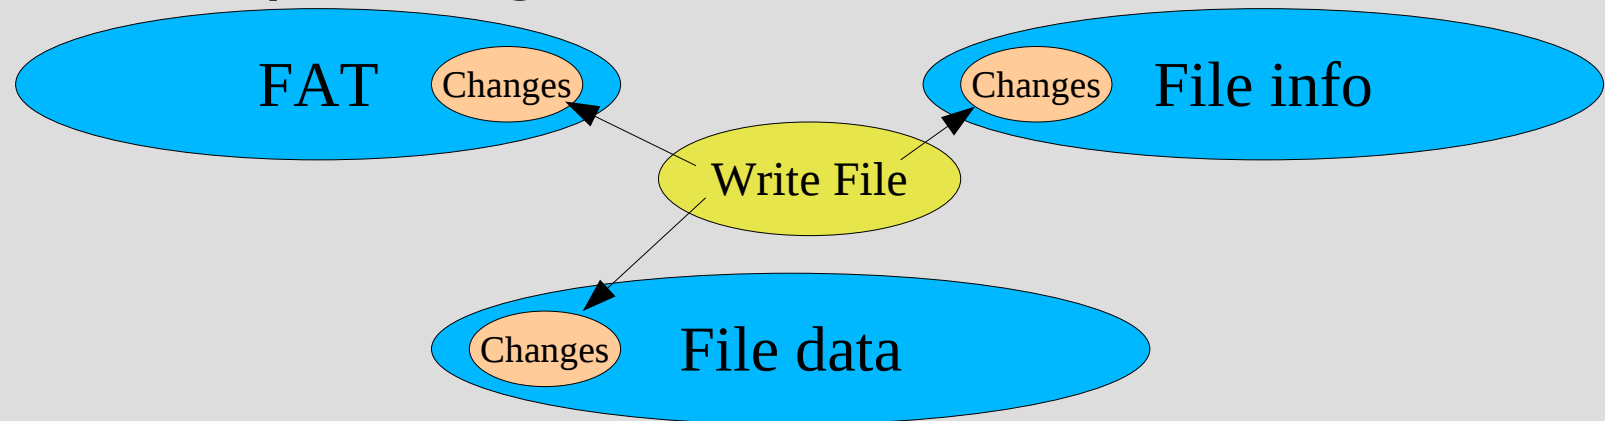 FAT
Changes
Changes
File info
Write File
Changes
File data